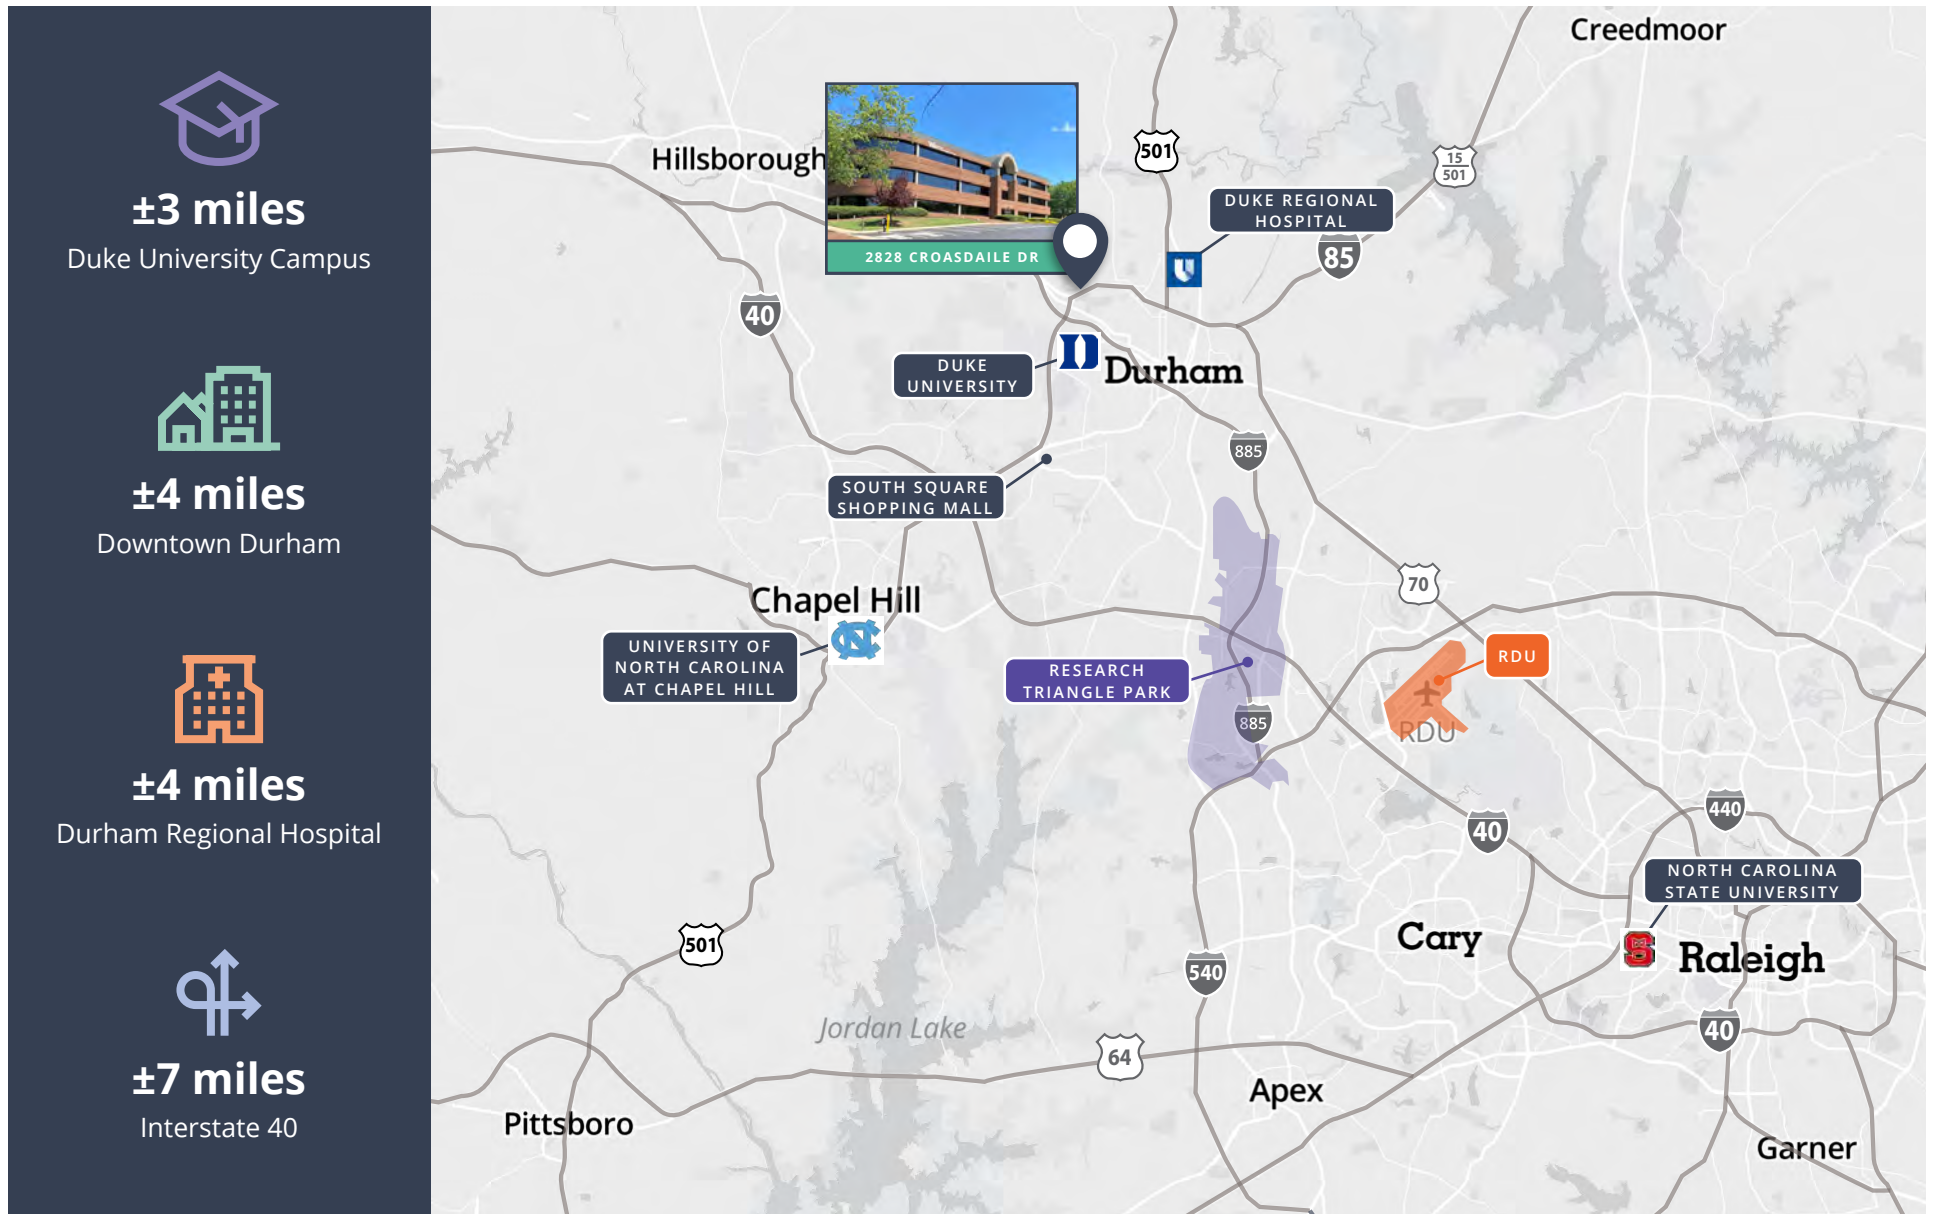 ±3 miles
Duke University Campus
±4 miles
Downtown Durham
±4 miles
Durham Regional Hospital
±7 miles
Interstate 40
Creedmoor
Hillsborough
501
15
501
DUKE REGIONAL
HOSPITAL
2828 CROASDAILE DR
85
40
DUKE
UNIVERSITY
Durham
885
SOUTH SQUARE
SHOPPING MALL
70
Chapel Hill
UNIVERSITY OF
NORTH CAROLINA
AT CHAPEL HILL
NC
RESEARCH
TRIANGLE PARK
RDU
RDU
885
40
440
NORTH CAROLINA
STATE UNIVERSITY
S
Cary
Raleigh
501
540
Jordan Lake
64
40
Apex
Pittsboro
Garner